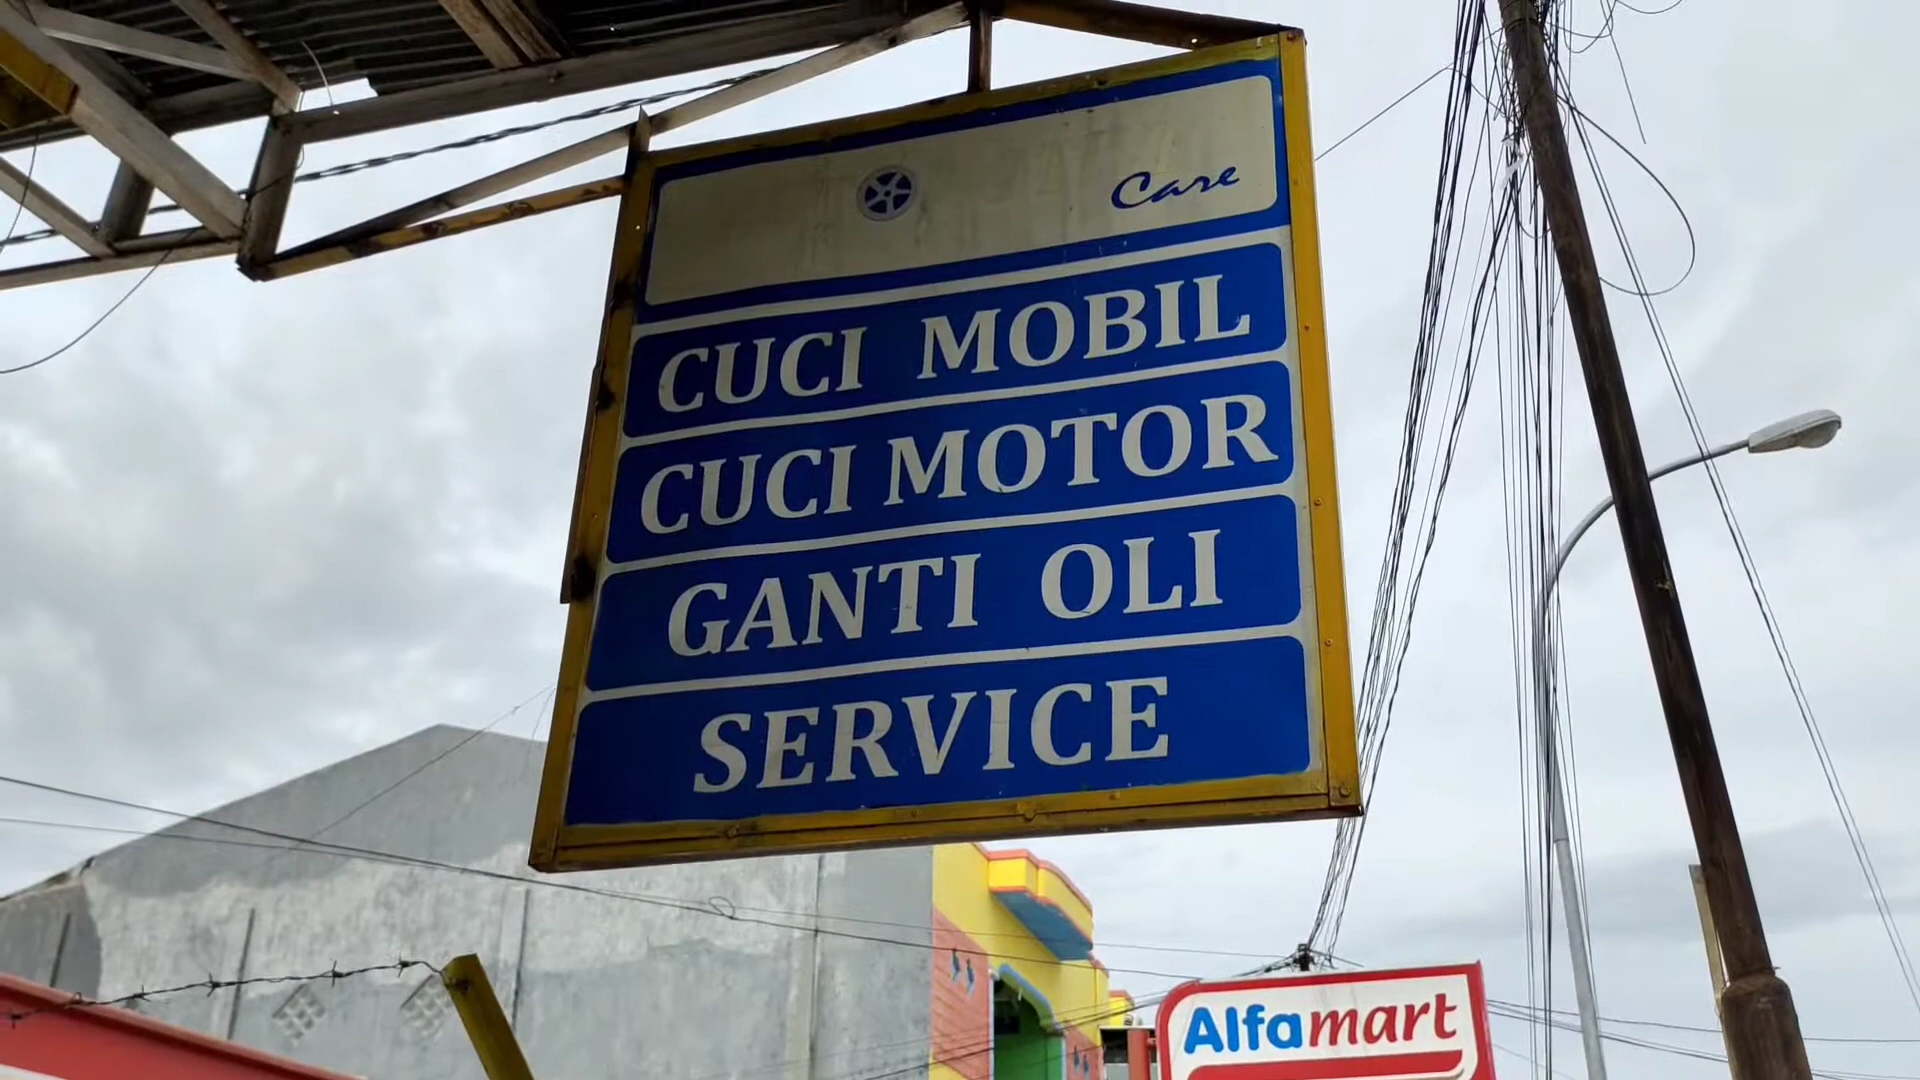 Care
CUCI MOBIL
CUCI MOTOR
GANTI OLI
SERVICE
Alfamart